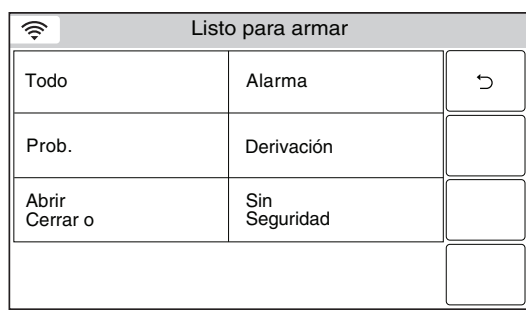 Listo para armar
Todo
Alarma
Prob.
Derivación
Abrir
Cerrar o
Sin
Seguridad